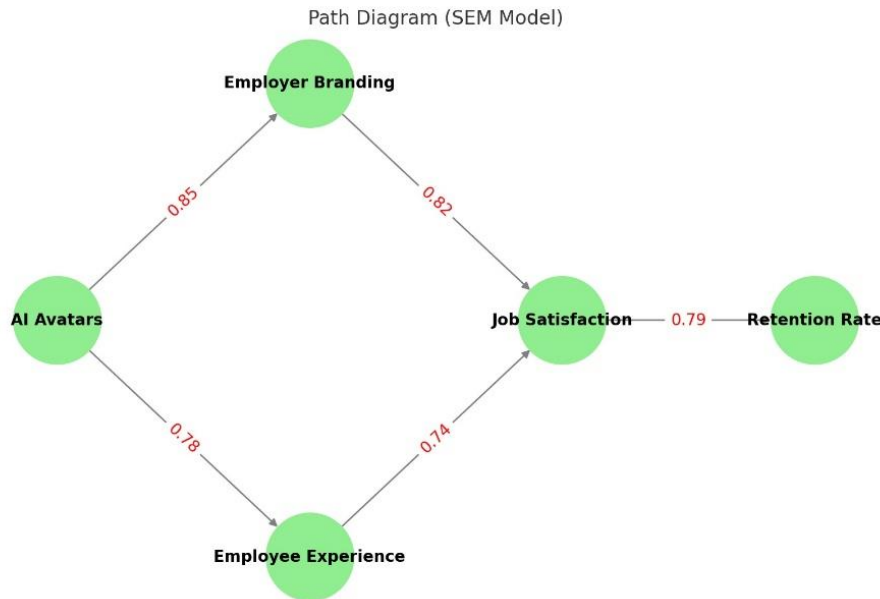 Path Diagram (SEM Model)
Employer Branding
0.85
0.82
AI Avatars
Job Satisfaction
0.79
Retention Rate
0.78
0.74
Employee Experience